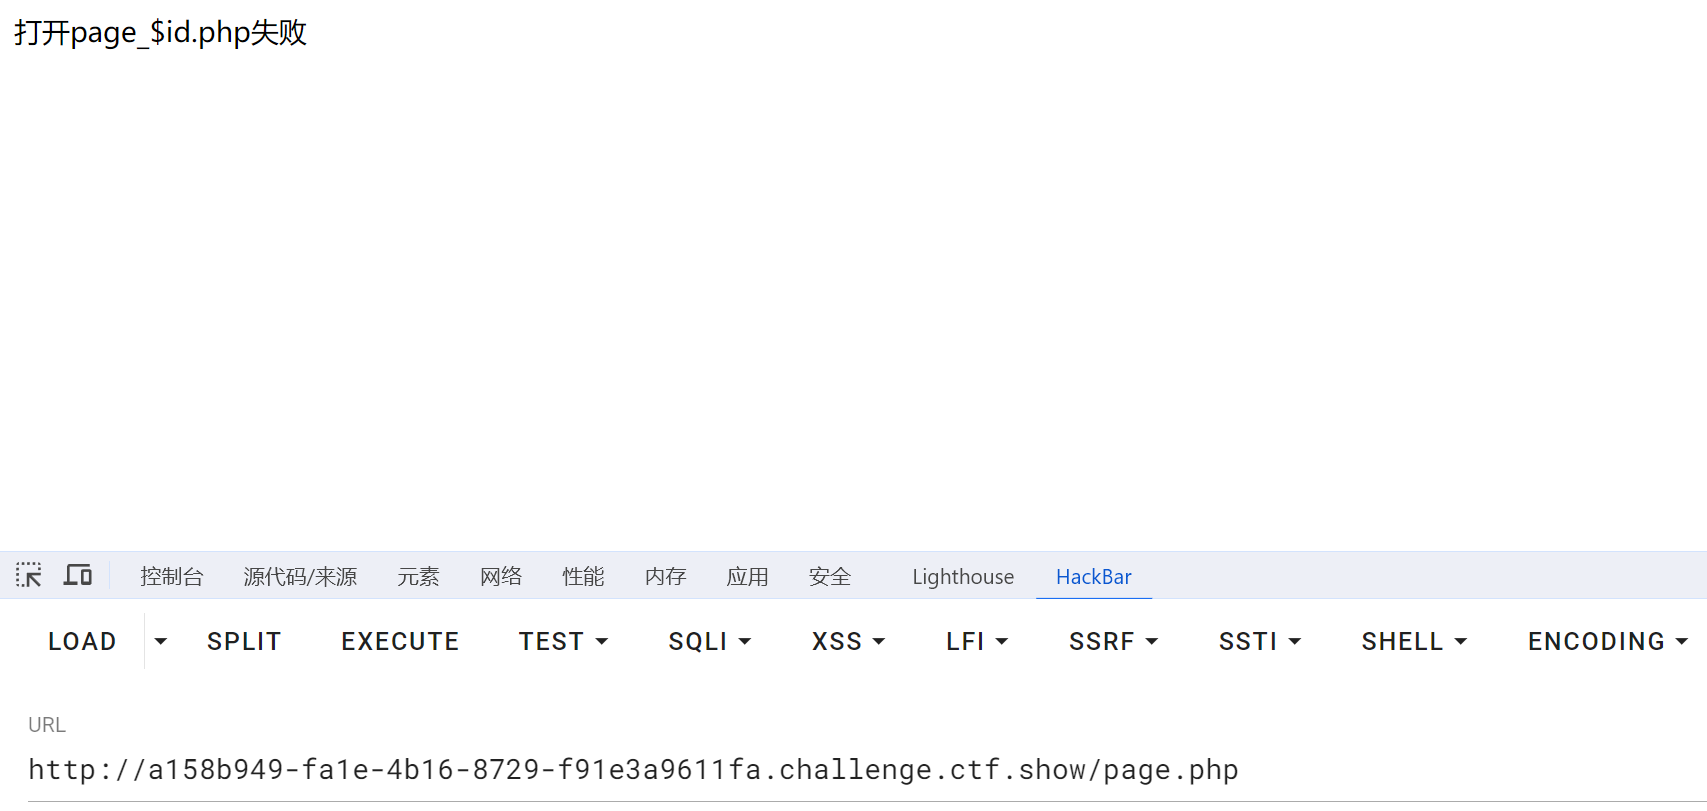 打开page_$id.php失败
控制台 源代码/来源 元素 网络 性能 内存 应用 安全 Lighthouse HackBar
LOAD SPLIT EXECUTE TEST SQLI XSS LFI SSRF SSTI SHELL ENCODING
URL
http://a158b949-fa1e-4b16-8729-f91e3a9611fa.challenge.ctf.show/page.php